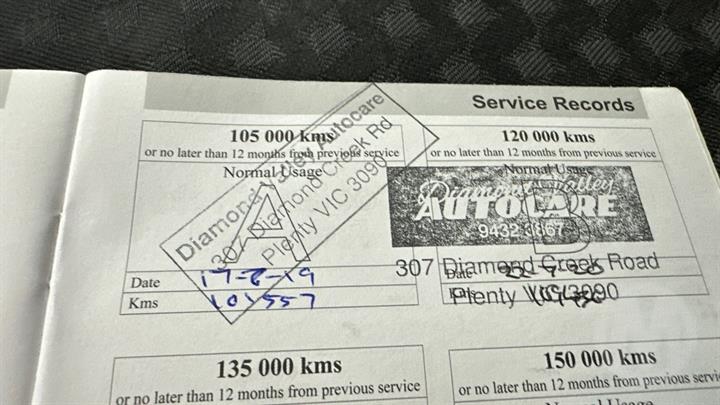 Service Records
105 000 kms
or no later than 12 months from previous service
Normal Usage
Diamond Valley Autocare
307 Diamond Creek Rd
Plenty VIC 3090
A
Date
Kms 101557
120 000 kms
or no later than 12 months from previous service
Normal Usage
Diamond Valley
AUTOCARE
9432 3867
B
307 Diamond Creek Road
Date
Plenty VIC 3090
Kms
135 000 kms
or no later than 12 months from previous service
150 000 kms
or no later than 12 months from previous servi